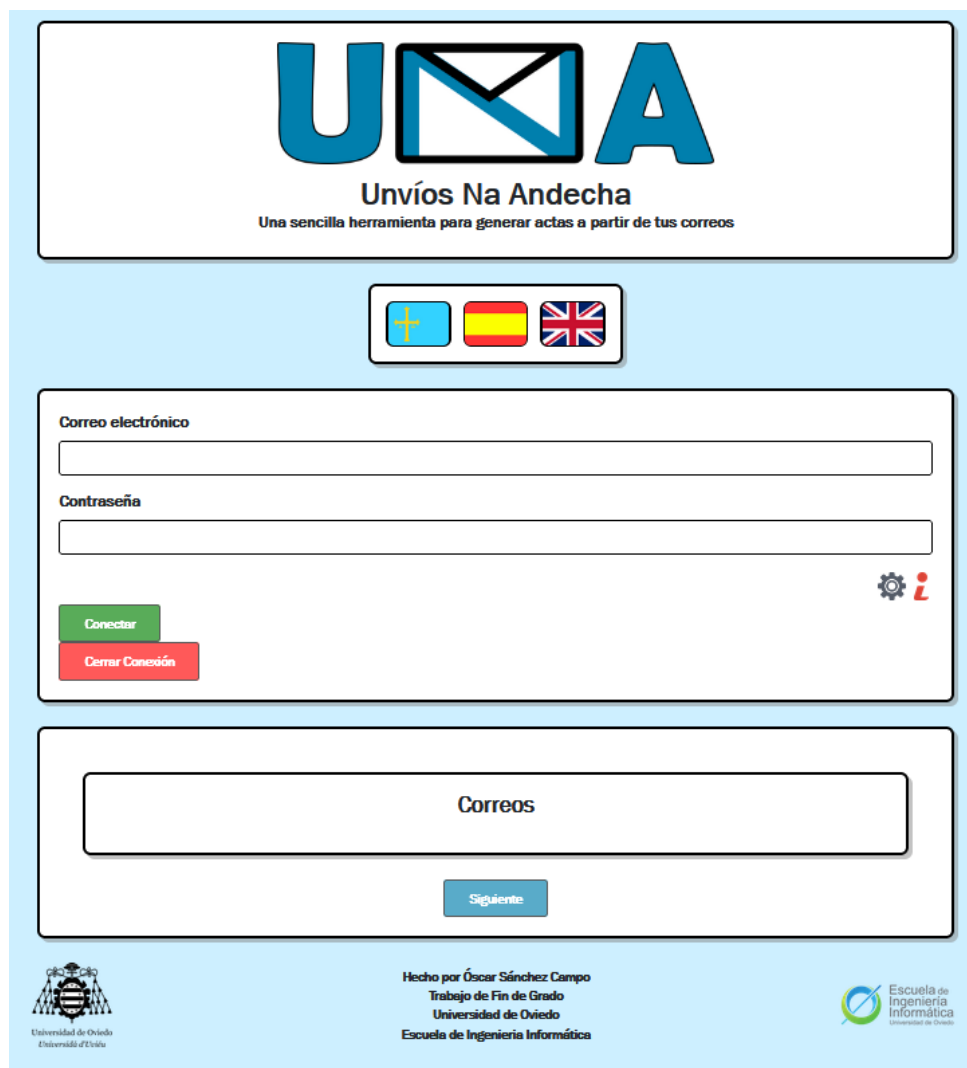 UNA
Unvíos Na Andecha
Una sencilla herramienta para generar actas a partir de tus correos
Correo electrónico
Contraseña
Conectar
Cerrar Conexión
Correos
Siguiente
Universidad de Oviedo
Universidá d'Uviéu
Hecho por Óscar Sánchez Campo
Trabajo de Fin de Grado
Universidad de Oviedo
Escuela de Ingenieria Informática
Escuela de
Ingeniería
Informática
Universidad de Oviedo